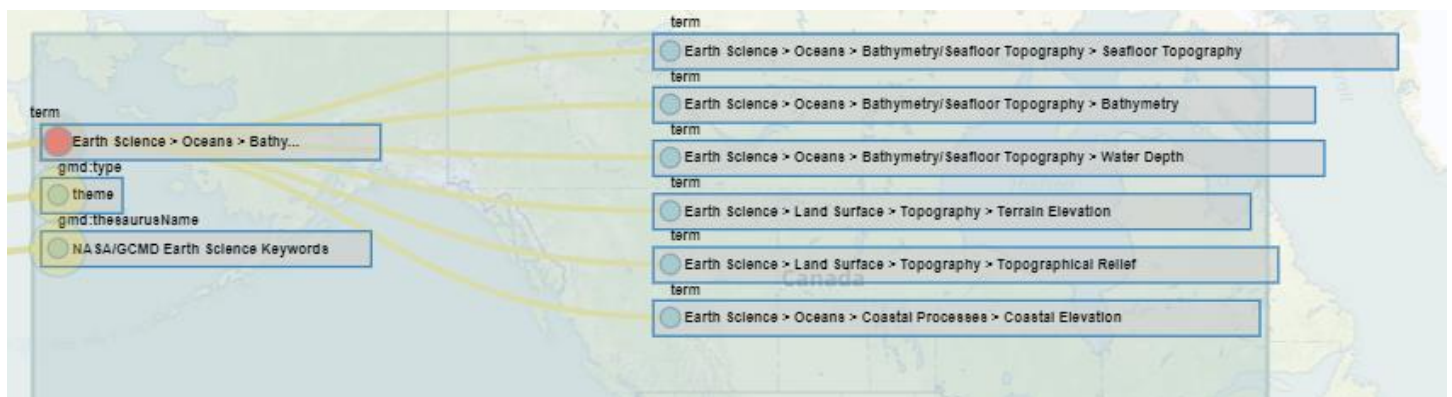 term
Earth Science > Oceans > Bathy...
gmd:type
theme
gmd:thesaurusName
NASA/GCMD Earth Science Keywords
term
Earth Science > Oceans > Bathymetry/Seafloor Topography > Seafloor Topography
term
Earth Science > Oceans > Bathymetry/Seafloor Topography > Bathymetry
term
Earth Science > Oceans > Bathymetry/Seafloor Topography > Water Depth
term
Earth Science > Land Surface > Topography > Terrain Elevation
term
Earth Science > Land Surface > Topography > Topographical Relief
Canada
term
Earth Science > Oceans > Coastal Processes > Coastal Elevation